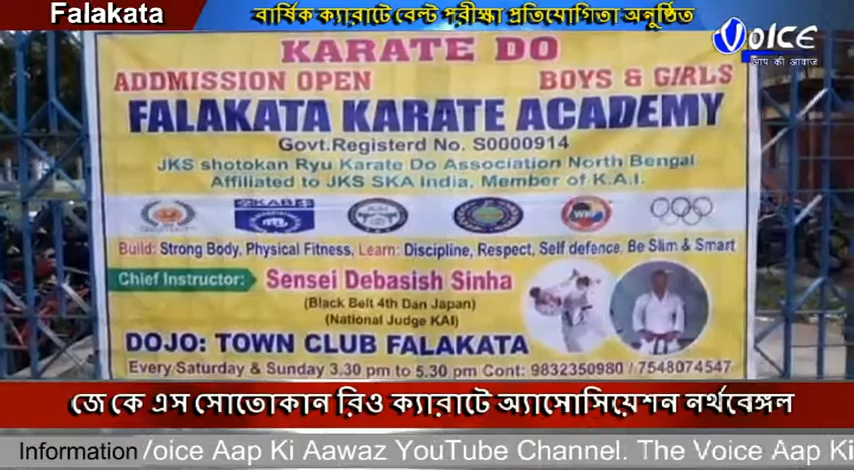 Falakata
বার্ষিক ক্যারাটে বেল্ট পরীক্ষা প্রতিযোগিতা অনুষ্ঠিত
VOICE
आप की आवाज
KARATE DO
ADDMISSION OPEN
BOYS & GIRLS
FALAKATA KARATE ACADEMY
Govt.Registerd No. S0000914
JKS shotokan Ryu Karate Do Association North Bengal
Affiliated to JKS SKA India, Member of K.A.I.
Build: Strong Body, Physical Fitness, Learn: Discipline, Respect, Self defence, Be Slim & Smart
Chief Instructor:
Sensei Debasish Sinha
(Black Belt 4th Dan Japan)
(National Judge KAI)
DOJO: TOWN CLUB FALAKATA
Every Saturday & Sunday 3.30 pm to 5.30 pm Cont: 9832350980 / 7548074547
জে কে এস সোতোকান রিও ক্যারাটে অ্যাসোসিয়েশন নর্থবেঙ্গল
Information
/oice Aap Ki Aawaz YouTube Channel. The Voice Aap Ki